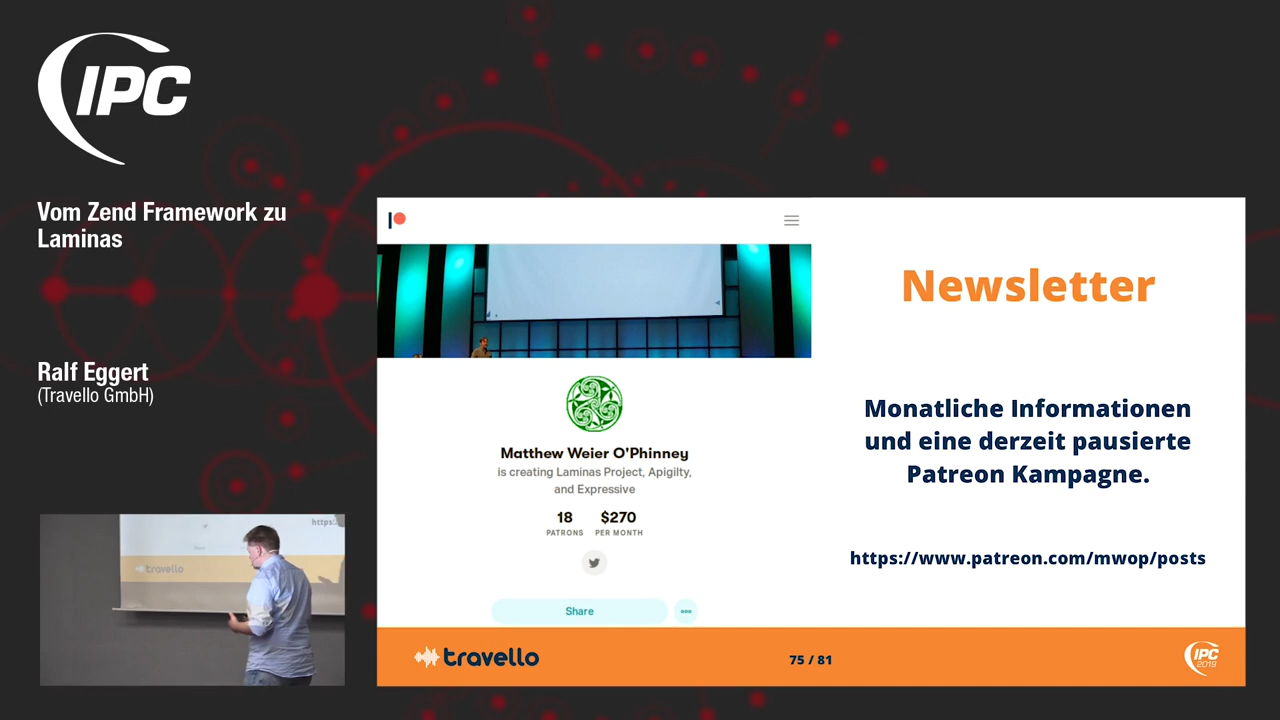 IPC
Vom Zend Framework zu
Laminas
Ralf Eggert
(Travello GmbH)
https:
travello
Newsletter
Monatliche Informationen
und eine derzeit pausierte
Patreon Kampagne.
https://www.patreon.com/mwop/posts
Matthew Weier O'Phinney
is creating Laminas Project, Apigility,
and Expressive
18 $270
PATRONS PER MONTH
Share
travello
75 / 81
IPC
2019